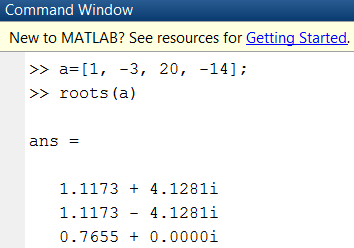 Command Window
New to MATLAB? See resources for Getting Started.
>> a=[1, -3, 20, -14];
>> roots(a)
ans =
1.1173 + 4.1281i
1.1173 - 4.1281i
0.7655 + 0.0000i